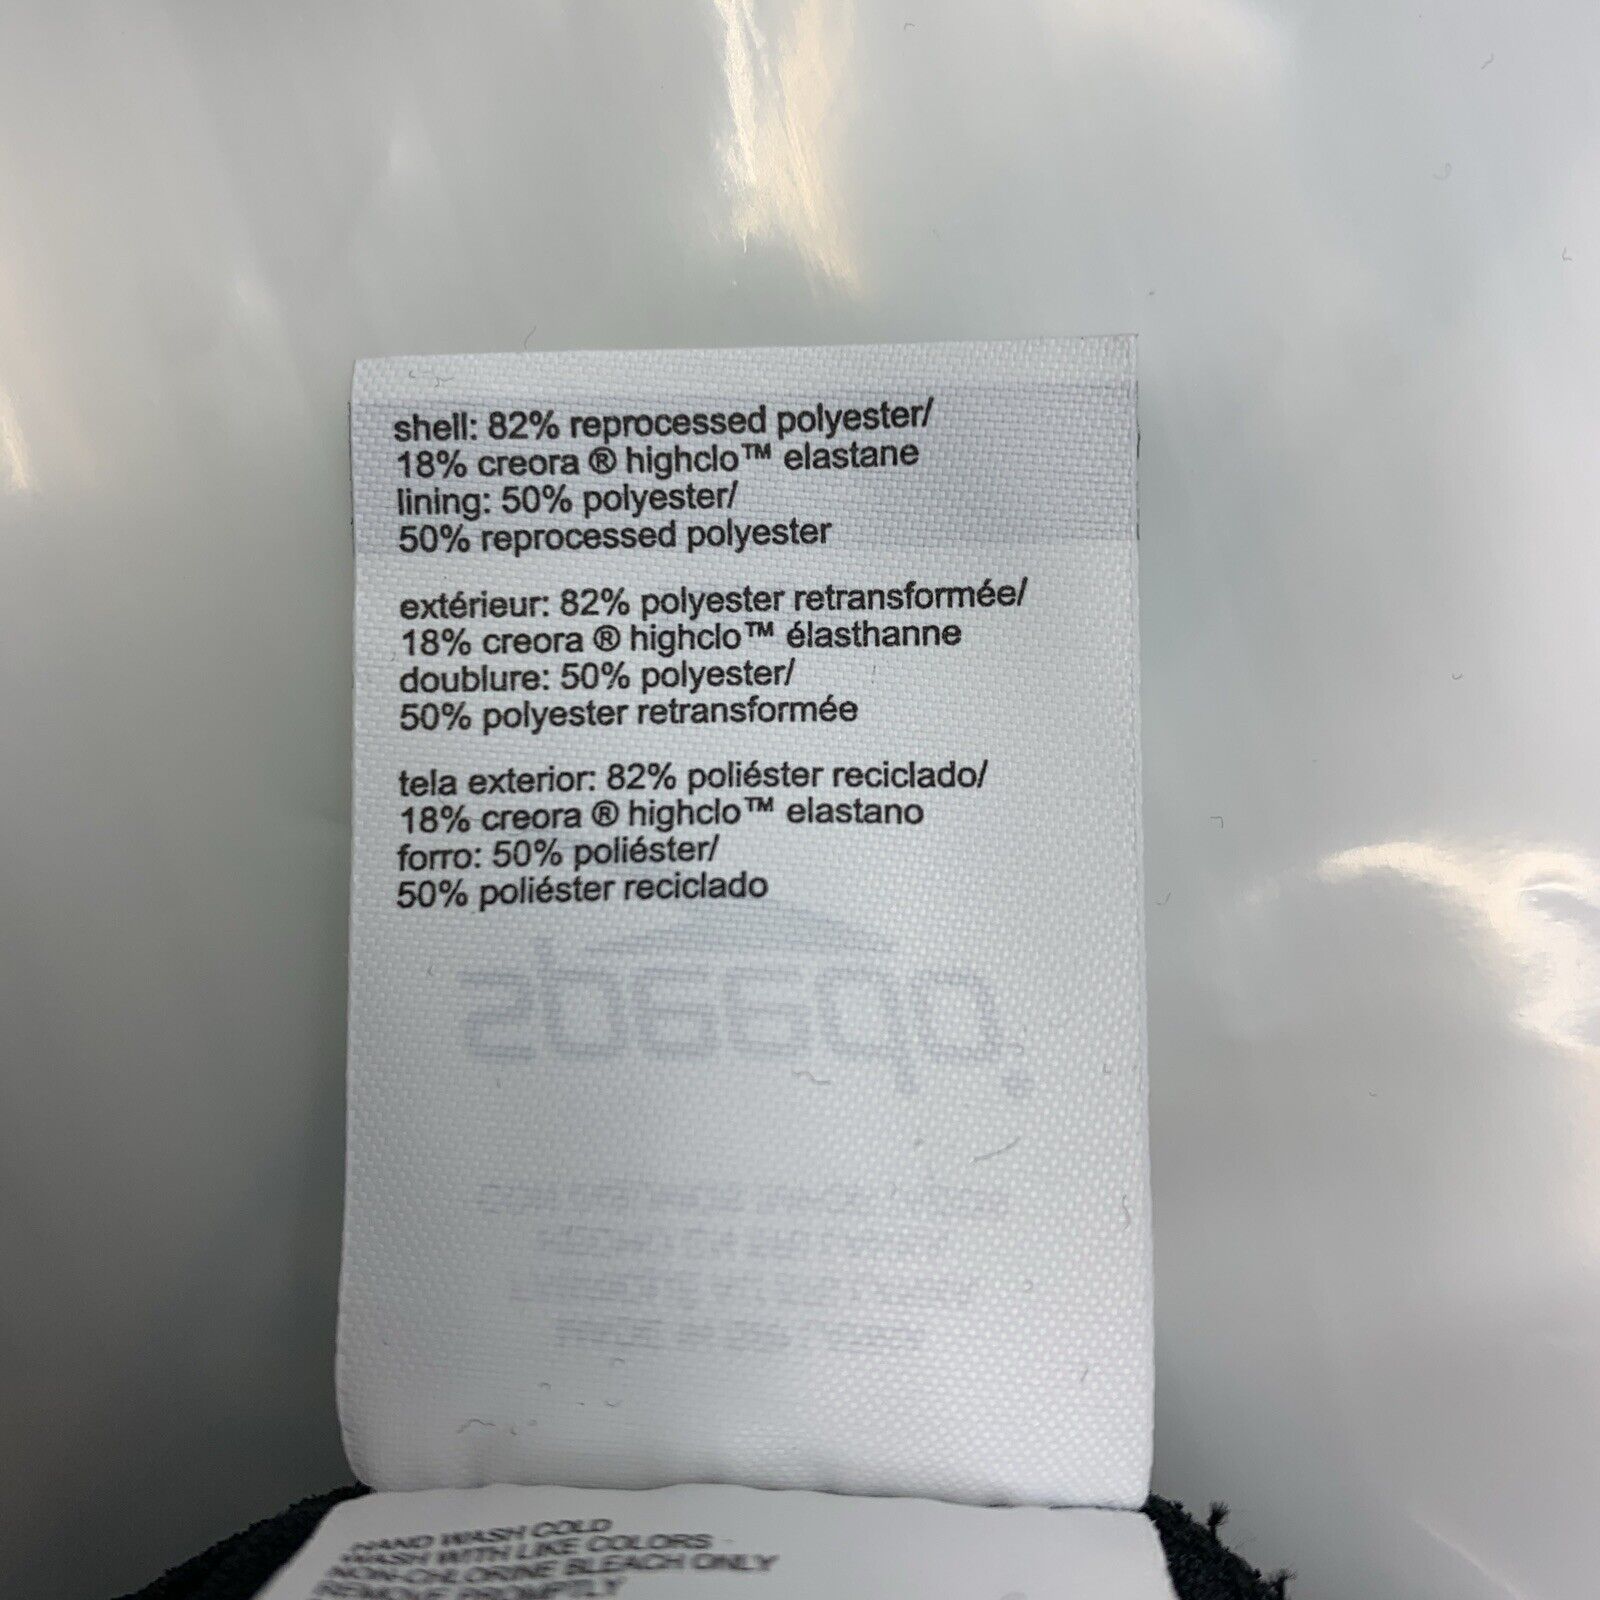 shell: 82% reprocessed polyester/
18% creora ® highclo™ elastane
lining: 50% polyester/
50% reprocessed polyester
extérieur: 82% polyester retransformée/
18% creora ® highclo™ élasthanne
doublure: 50% polyester/
50% polyester retransformée
tela exterior: 82% poliéster reciclado/
18% creora ® highclo™ elastano
forro: 50% poliéster/
50% poliéster reciclado
HAND WASH COLD
WASH WITH LIKE COLORS
NON-CHLORINE BLEACH ONLY
REMOVE PROMPTLY